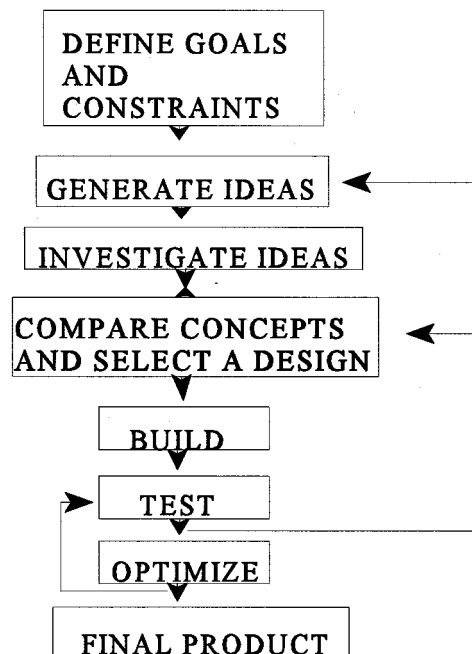 DEFINE GOALS
AND
CONSTRAINTS
GENERATE IDEAS
INVESTIGATE IDEAS
COMPARE CONCEPTS
AND SELECT A DESIGN
BUILD
TEST
OPTIMIZE
FINAL PRODUCT